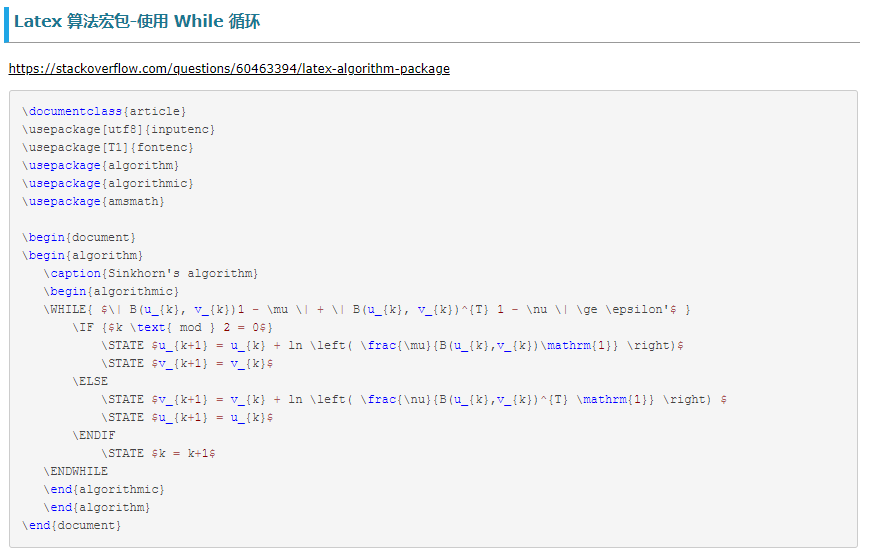 Latex 算法宏包-使用 While 循环
https://stackoverflow.com/questions/60463394/latex-algorithm-package
\documentclass{article}
\usepackage[utf8]{inputenc}
\usepackage[T1]{fontenc}
\usepackage{algorithm}
\usepackage{algorithmic}
\usepackage{amsmath}

\begin{document}
\begin{algorithm}
   \caption{Sinkhorn's algorithm}
   \begin{algorithmic}
   \WHILE{ $\| B(u_{k}, v_{k})1 - \mu \| + \| B(u_{k}, v_{k})^{T} 1 - \nu \| \ge \epsilon'$ }
       \IF {$k \text{ mod } 2 = 0$}
           \STATE $u_{k+1} = u_{k} + ln \left( \frac{\mu}{B(u_{k},v_{k})\mathrm{1}} \right)$
           \STATE $v_{k+1} = v_{k}$
       \ELSE
           \STATE $v_{k+1} = v_{k} + ln \left( \frac{\nu}{B(u_{k},v_{k})^{T} \mathrm{1}} \right) $
           \STATE $u_{k+1} = u_{k}$
       \ENDIF
           \STATE $k = k+1$
   \ENDWHILE
   \end{algorithmic}
   \end{algorithm}
\end{document}